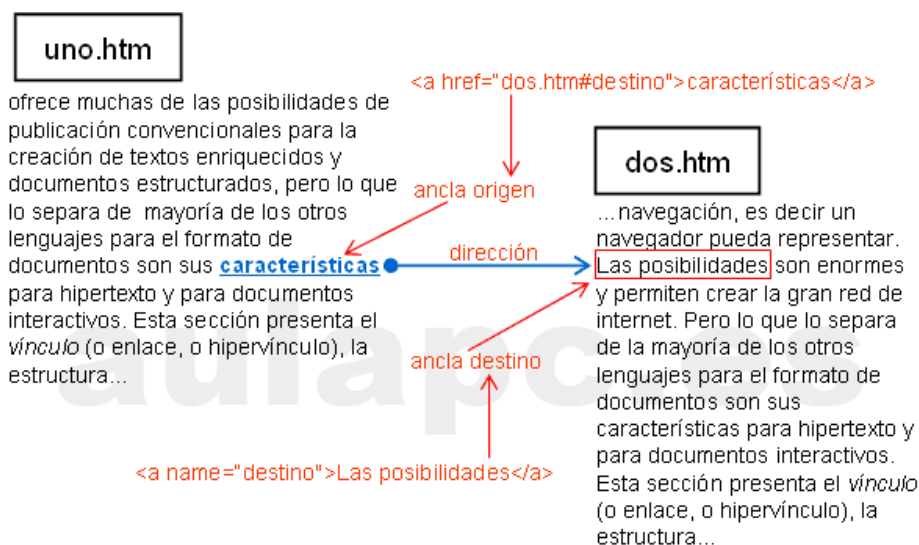 uno.htm
ofrece muchas de las posibilidades de
publicación convencionales para la
creación de textos enriquecidos y
documentos estructurados, pero lo que
lo separa de mayoría de los otros
lenguajes para el formato de
documentos son sus características
para hipertexto y para documentos
interactivos. Esta sección presenta el
vínculo (o enlace, o hipervínculo), la
estructura...
<a href="dos.htm#destino">características</a>
ancla origen
dirección
ancla destino
<a name="destino">Las posibilidades</a>
dos.htm
...navegación, es decir un
navegador pueda representar.
Las posibilidades son enormes
y permiten crear la gran red de
internet. Pero lo que lo separa
de la mayoría de los otros
lenguajes para el formato de
documentos son sus
características para hipertexto y
para documentos interactivos.
Esta sección presenta el vínculo
(o enlace, o hipervínculo), la
estructura...
aulapc.es